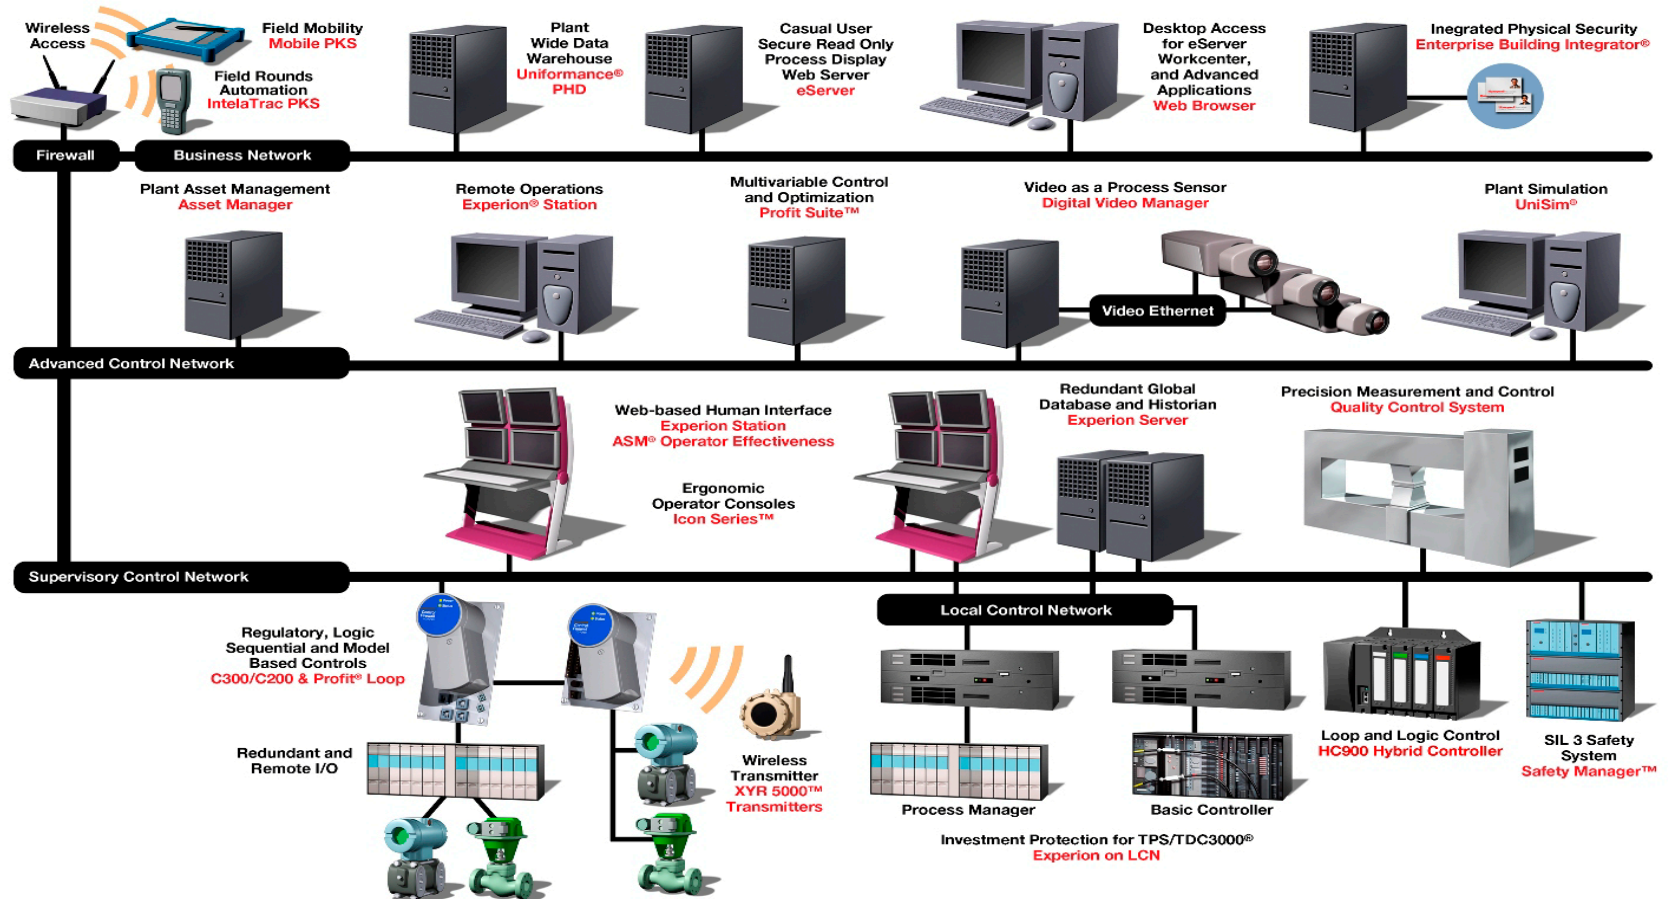 Wireless
Access
Field Mobility
Mobile PKS
Field Rounds
Automation
IntelaTrac PKS
Plant
Wide Data
Warehouse
Uniformance®
PHD
Casual User
Secure Read Only
Process Display
Web Server
eServer
Desktop Access
for eServer
Workcenter,
and Advanced
Applications
Web Browser
Inegrated Physical Security
Enterprise Building Integrator®
Firewall
Business Network
Plant Asset Management
Asset Manager
Remote Operations
Experion® Station
Multivariable Control
and Optimization
Profit Suite™
Video as a Process Sensor
Digital Video Manager
Plant Simulation
UniSim®
Video Ethernet
Advanced Control Network
Web-based Human Interface
Experion Station
ASM® Operator Effectiveness
Ergonomic
Operator Consoles
Icon Series™
Redundant Global
Database and Historian
Experion Server
Precision Measurement and Control
Quality Control System
Supervisory Control Network
Local Control Network
Regulatory, Logic
Sequential and Model
Based Controls
C300/C200 & Profit® Loop
Redundant and
Remote I/O
Wireless
Transmitter
XYR 5000™
Transmitters
Process Manager
Basic Controller
Investment Protection for TPS/TDC3000®
Experion on LCN
Loop and Logic Control
HC900 Hybrid Controller
SIL 3 Safety
System
Safety Manager™